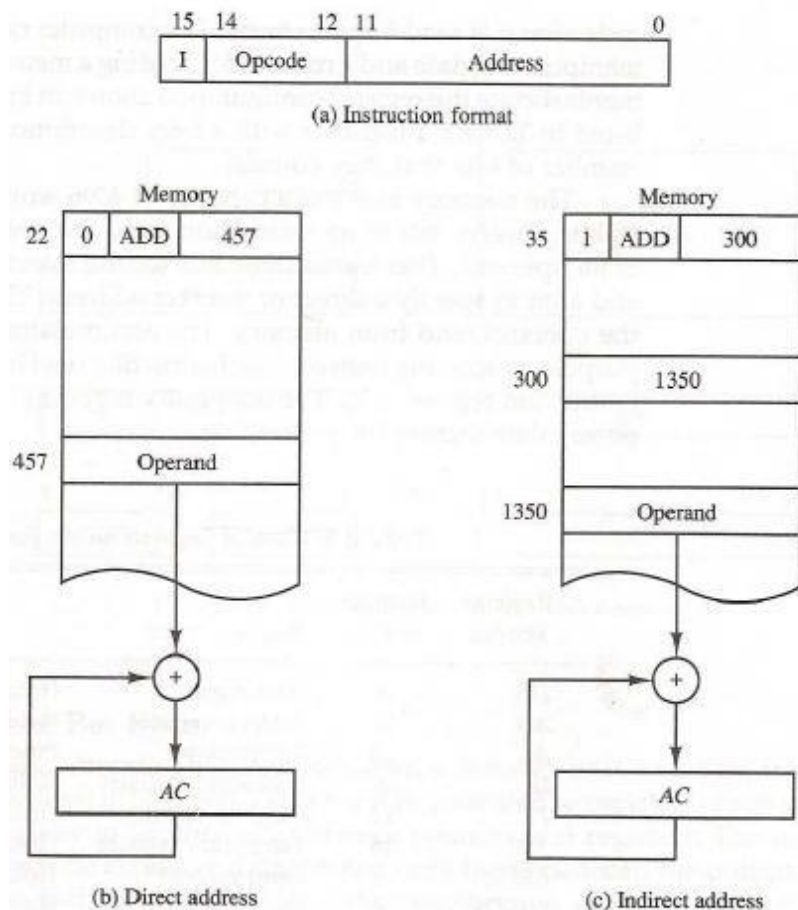 15 14 12 11 0
I Opcode Address
(a) Instruction format
Memory
22 0 ADD 457
457 Operand
+
AC
(b) Direct address
Memory
35 1 ADD 300
300 1350
1350 Operand
+
AC
(c) Indirect address